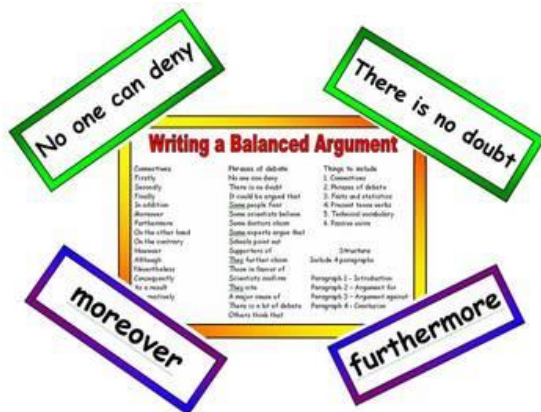 No one can deny
There is no doubt
Writing a Balanced Argument
Connectives
Firstly
Secondly
Finally
In addition
Moreover
Furthermore
On the other hand
On the contrary
However
Although
Nevertheless
Consequently
As a result
Phrases of debate
No one can deny
There is no doubt
It could be argued that
Some people fear
Some scientists believe
Some doctors claim
Some experts argue that
Schools point out
Supporters of
They further claim
Those in favour of
Scientists confirm
They cite
A major cause of
There is a lot of debate
Others think that
Things to include
1. Connectives
2. Phrases of debate
3. Facts and statistics
4. Present tense verbs
5. Technical vocabulary
6. Passive voice
Structure
Include 4 paragraphs
Paragraph 1 - Introduction
Paragraph 2 - Argument for
Paragraph 3 - Argument against
Paragraph 4 - Conclusion
moreover
furthermore